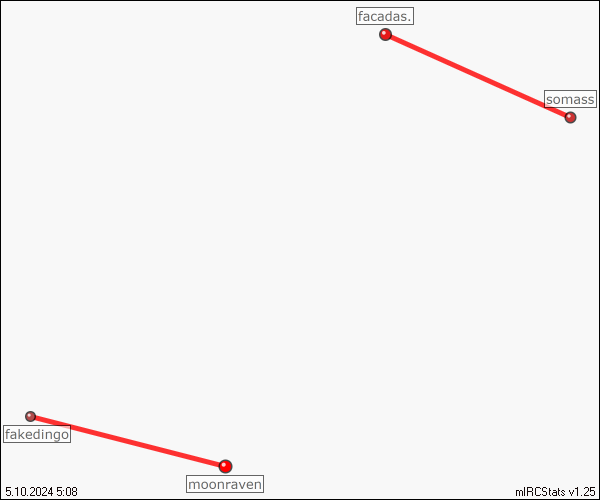 facadas.
somass
fakedingo
moonraven
5.10.2024 5:08
mIRCStats v1.25